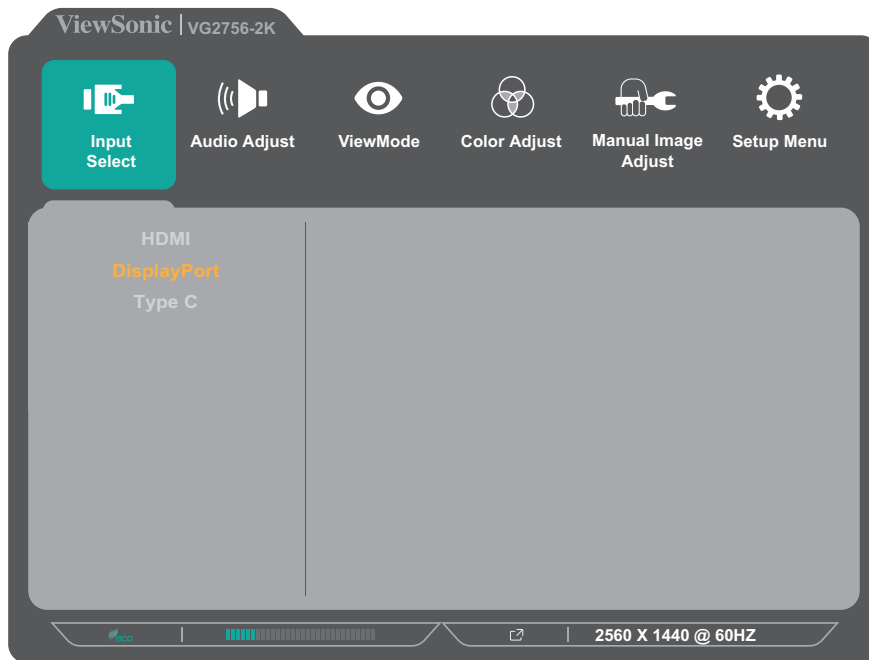 ViewSonic VG2756-2K
Input Select
Audio Adjust
ViewMode
Color Adjust
Manual Image Adjust
Setup Menu
HDMI
DisplayPort
Type C
eco
2560 X 1440 @ 60HZ